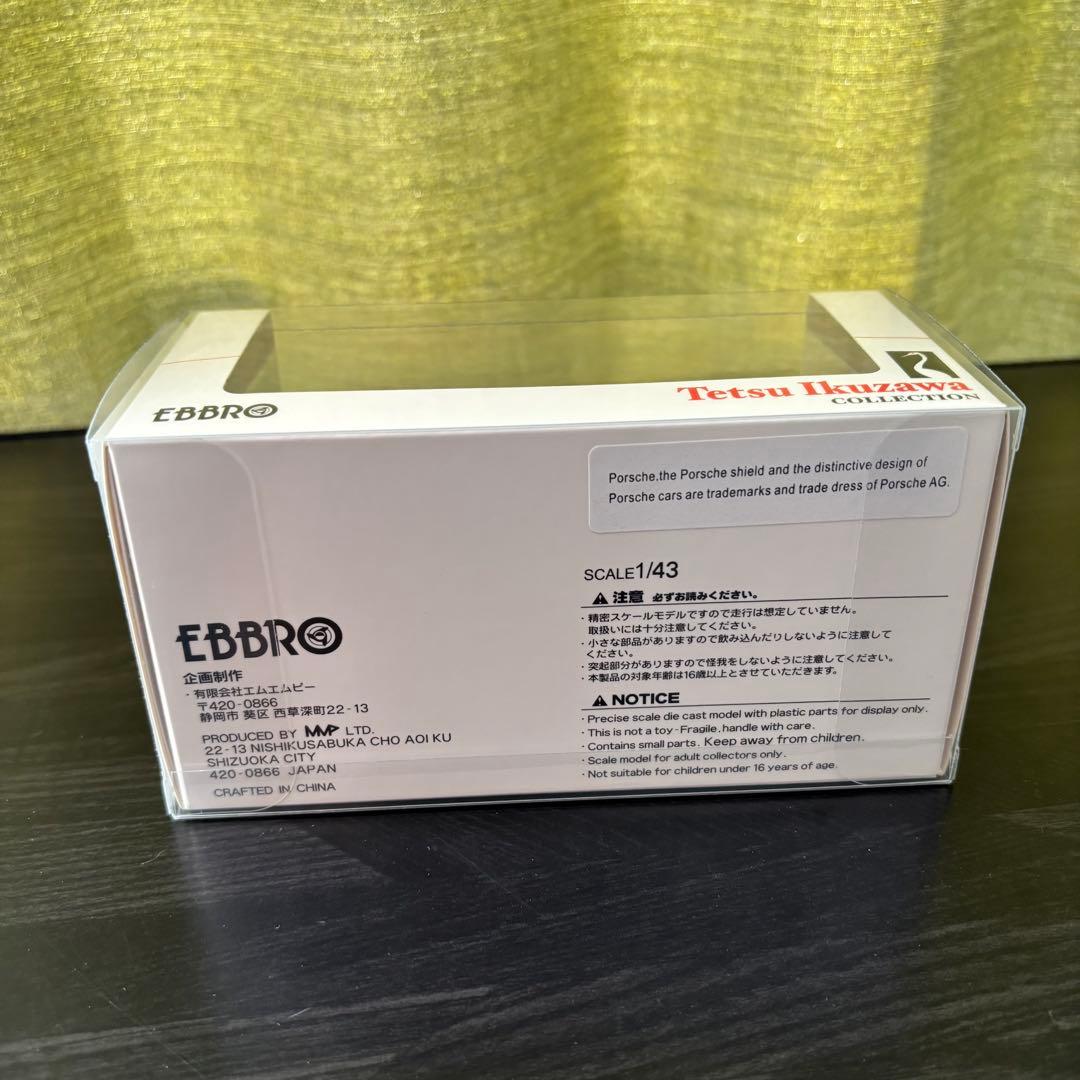 EBBRO
Tetsu Ikuzawa
COLLECTION
Porsche.the Porsche shield and the distinctive design of
Porsche cars are trademarks and trade dress of Porsche AG.
SCALE1/43
⚠注意 必ずお読みください。
・精密スケールモデルですので走行は想定していません。
取扱いには十分注意してください。
・小さな部品がありますので飲み込んだりしないように注意して
ください。
・突起部分がありますので怪我をしないように注意してください。
・本製品の対象年齢は16歳以上とさせていただきます。
⚠NOTICE
・Precise scale die cast model with plastic parts for display only.
・This is not a toy-Fragile, handle with care.
・Contains small parts. Keep away from children.
・Scale model for adult collectors only.
・Not suitable for children under 16 years of age.
EBBRO
企画制作
・有限会社エムエムピー
〒420-0866
静岡市 葵区 西草深町22-13
PRODUCED BY MMP LTD.
22-13 NISHIKUSABUKA CHO AOI KU
SHIZUOKA CITY
420-0866 JAPAN
CRAFTED IN CHINA